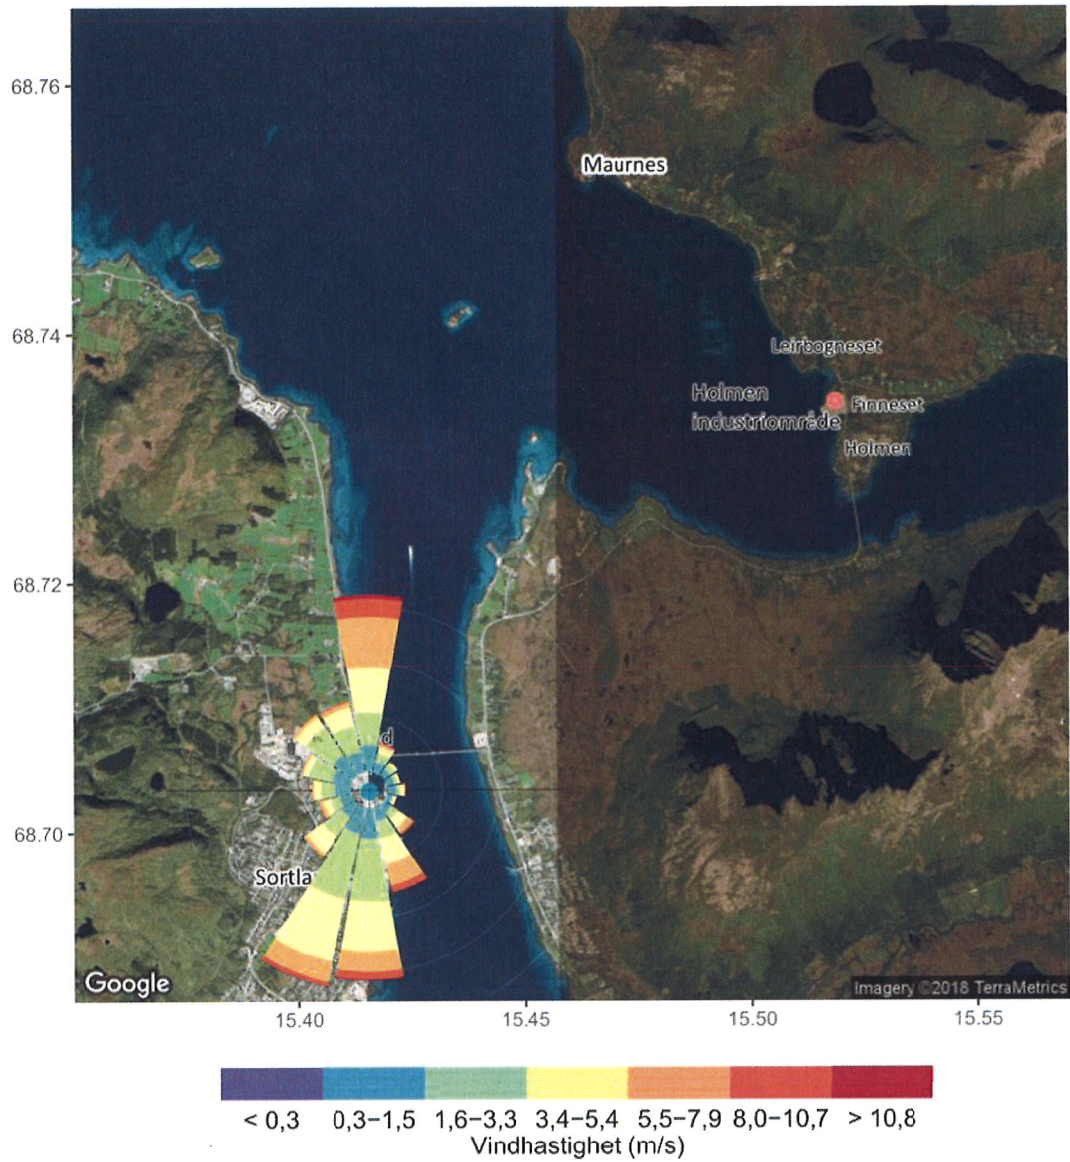 68.76
Maurnes
68.74
Leirbogneset
Holmen
industriområde
Finneset
Holmen
68.72
d
68.70
Sortla
Google
Imagery ©2018 TerraMetrics
15.40
15.45
15.50
15.55
< 0,3
0,3−1,5
1,6−3,3
3,4−5,4
5,5−7,9
8,0−10,7
> 10,8
Vindhastighet (m/s)